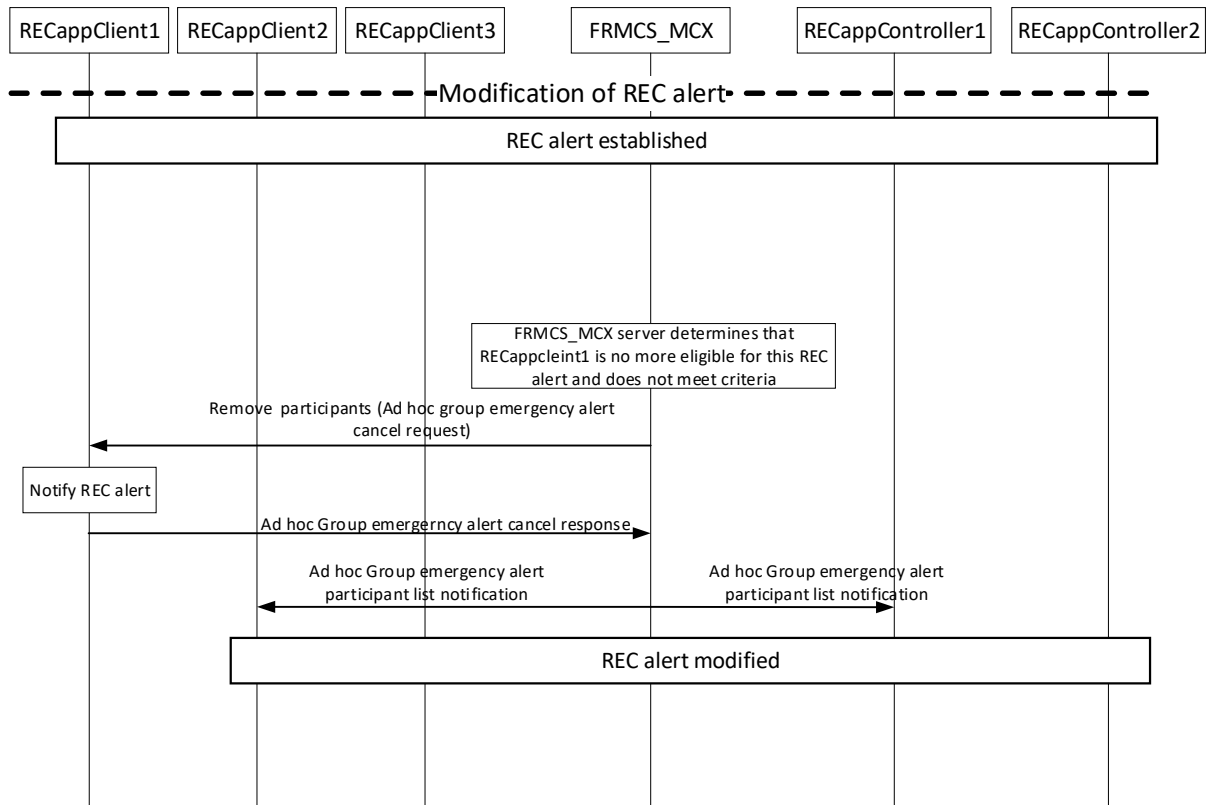 RECappClient1
RECappClient2
RECappClient3
FRMCS_MCX
RECappController1
RECappController2
Modification of REC alert
REC alert established
FRMCS_MCX server determines that
RECappcleint1 is no more eligible for this REC
alert and does not meet criteria
Remove participants (Ad hoc group emergency alert
cancel request)
Notify REC alert
Ad hoc Group emergerncy alert cancel response
Ad hoc Group emergency alert
participant list notification
Ad hoc Group emergency alert
participant list notification
REC alert modified